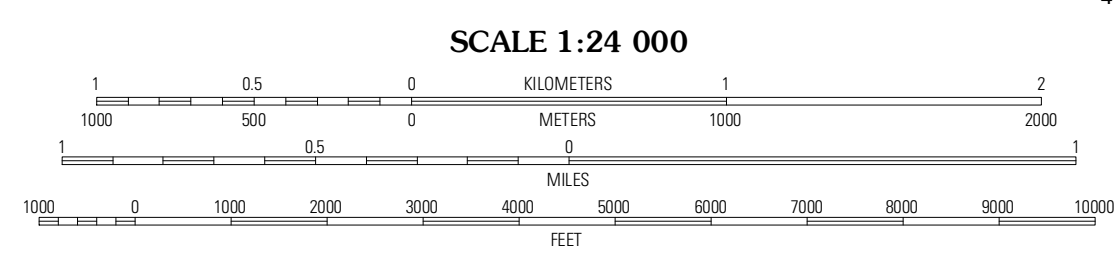 4
SCALE 1:24 000
1 0.5 0 KILOMETERS 1 2
1000 500 0 METERS 1000 2000
1 0.5 0 1
MILES
1000 0 1000 2000 3000 4000 5000 6000 7000 8000 9000 10000
FEET